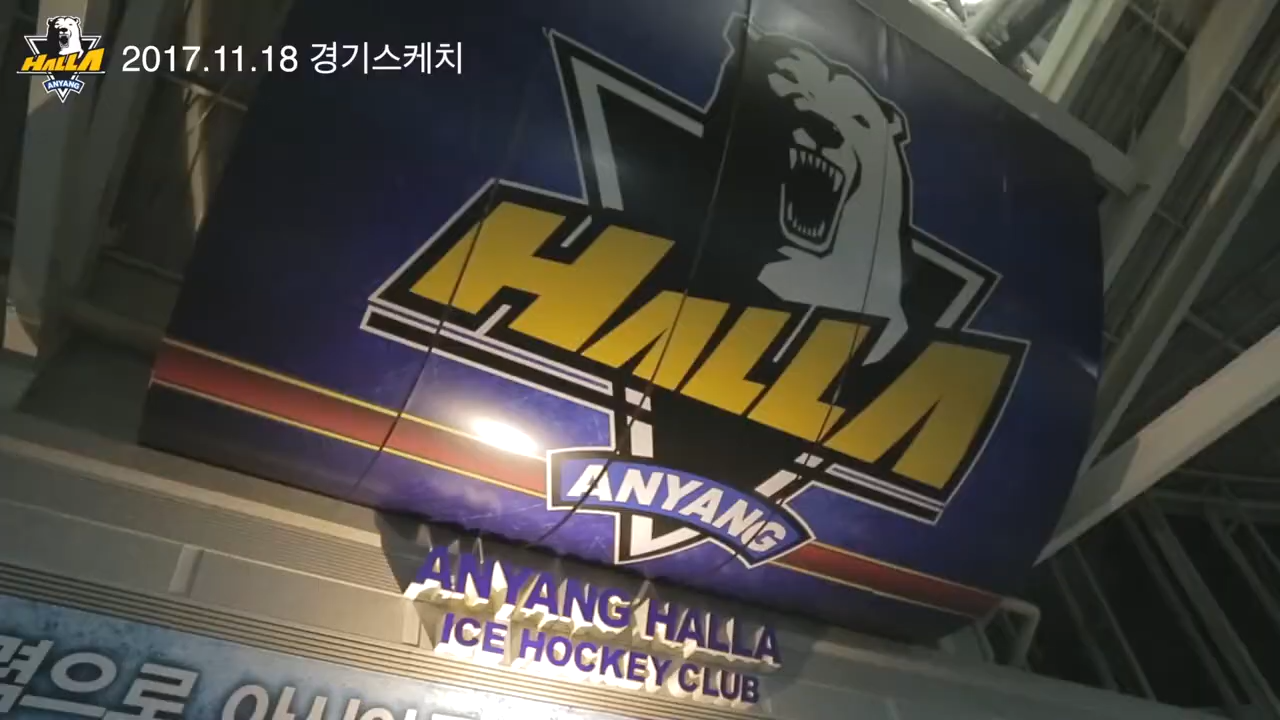 HALLA
ANYANG
2017.11.18 경기스케치
HALLA
ANYANG
ANYANG HALLA
ICE HOCKEY CLUB